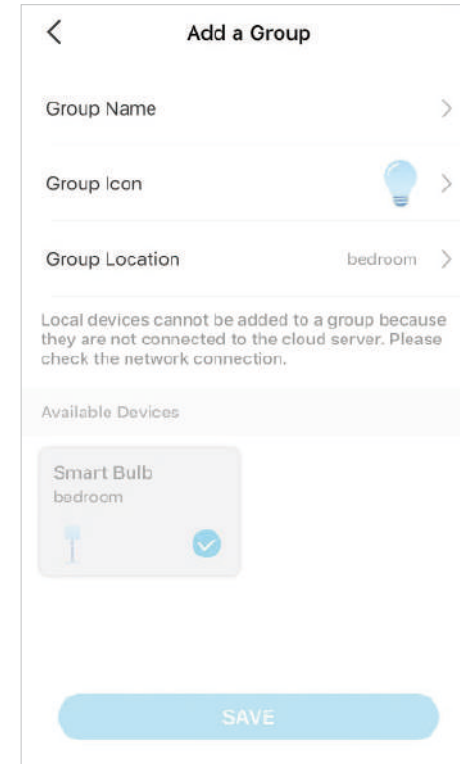 Add a Group
Group Name
Group Icon
Group Location bedroom
Local devices cannot be added to a group because
they are not connected to the cloud server. Please
check the network connection.
Available Devices
Smart Bulb
bedroom
SAVE